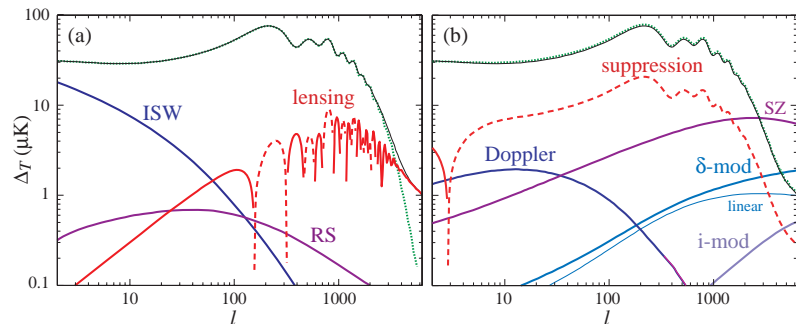 (a)
ISW
lensing
RS
Δ_T (μK)
100
10
1
0.1
10
100
1000
l
(b)
suppression
SZ
Doppler
δ-mod
linear
i-mod
10
100
1000
l